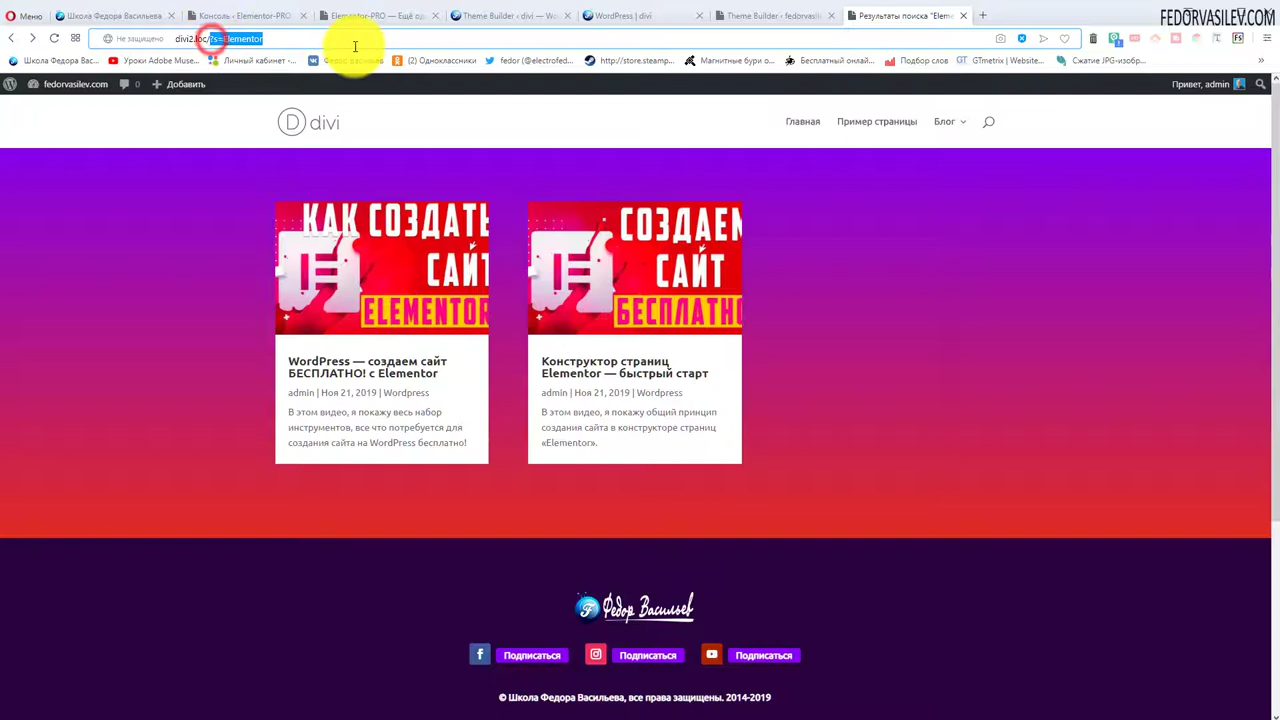 FEDORVASILEV.COM
Меню
Школа Федора Васильева
Консоль ‹ Elementor-PRO
Elementor-PRO — Ещё од
Theme Builder ‹ divi — Wo
WordPress | divi
Theme Builder ‹ fedorvasilev
Результаты поиска "Eleme
Не защищено
divi2.loc/?s=Elementor
Школа Федора Вас...
Уроки Adobe Muse...
Личный кабинет -...
(2) Одноклассники
fedor (@electrofed...
http://store.steamp...
Магнитные бури о...
Бесплатный онлай...
Подбор слов
GTmetrix | Website...
Сжатие JPG-изобр...
fedorvasilev.com
0
Добавить
Привет, admin
D divi
Главная
Пример страницы
Блог
КАК СОЗДАТЬ
САЙТ
ELEMENTOR
СОЗДАЕМ
САЙТ
БЕСПЛАТНО
WordPress — создаем сайт
БЕСПЛАТНО! с Elementor
admin | Ноя 21, 2019 | Wordpress
В этом видео, я покажу весь набор
инструментов, все что потребуется для
создания сайта на WordPress бесплатно!
Конструктор страниц
Elementor — быстрый старт
admin | Ноя 21, 2019 | Wordpress
В этом видео, я покажу общий принцип
создания сайта в конструкторе страниц
«Elementor».
Федор Васильев
Подписаться
Подписаться
Подписаться
© Школа Федора Васильева, все права защищены. 2014-2019